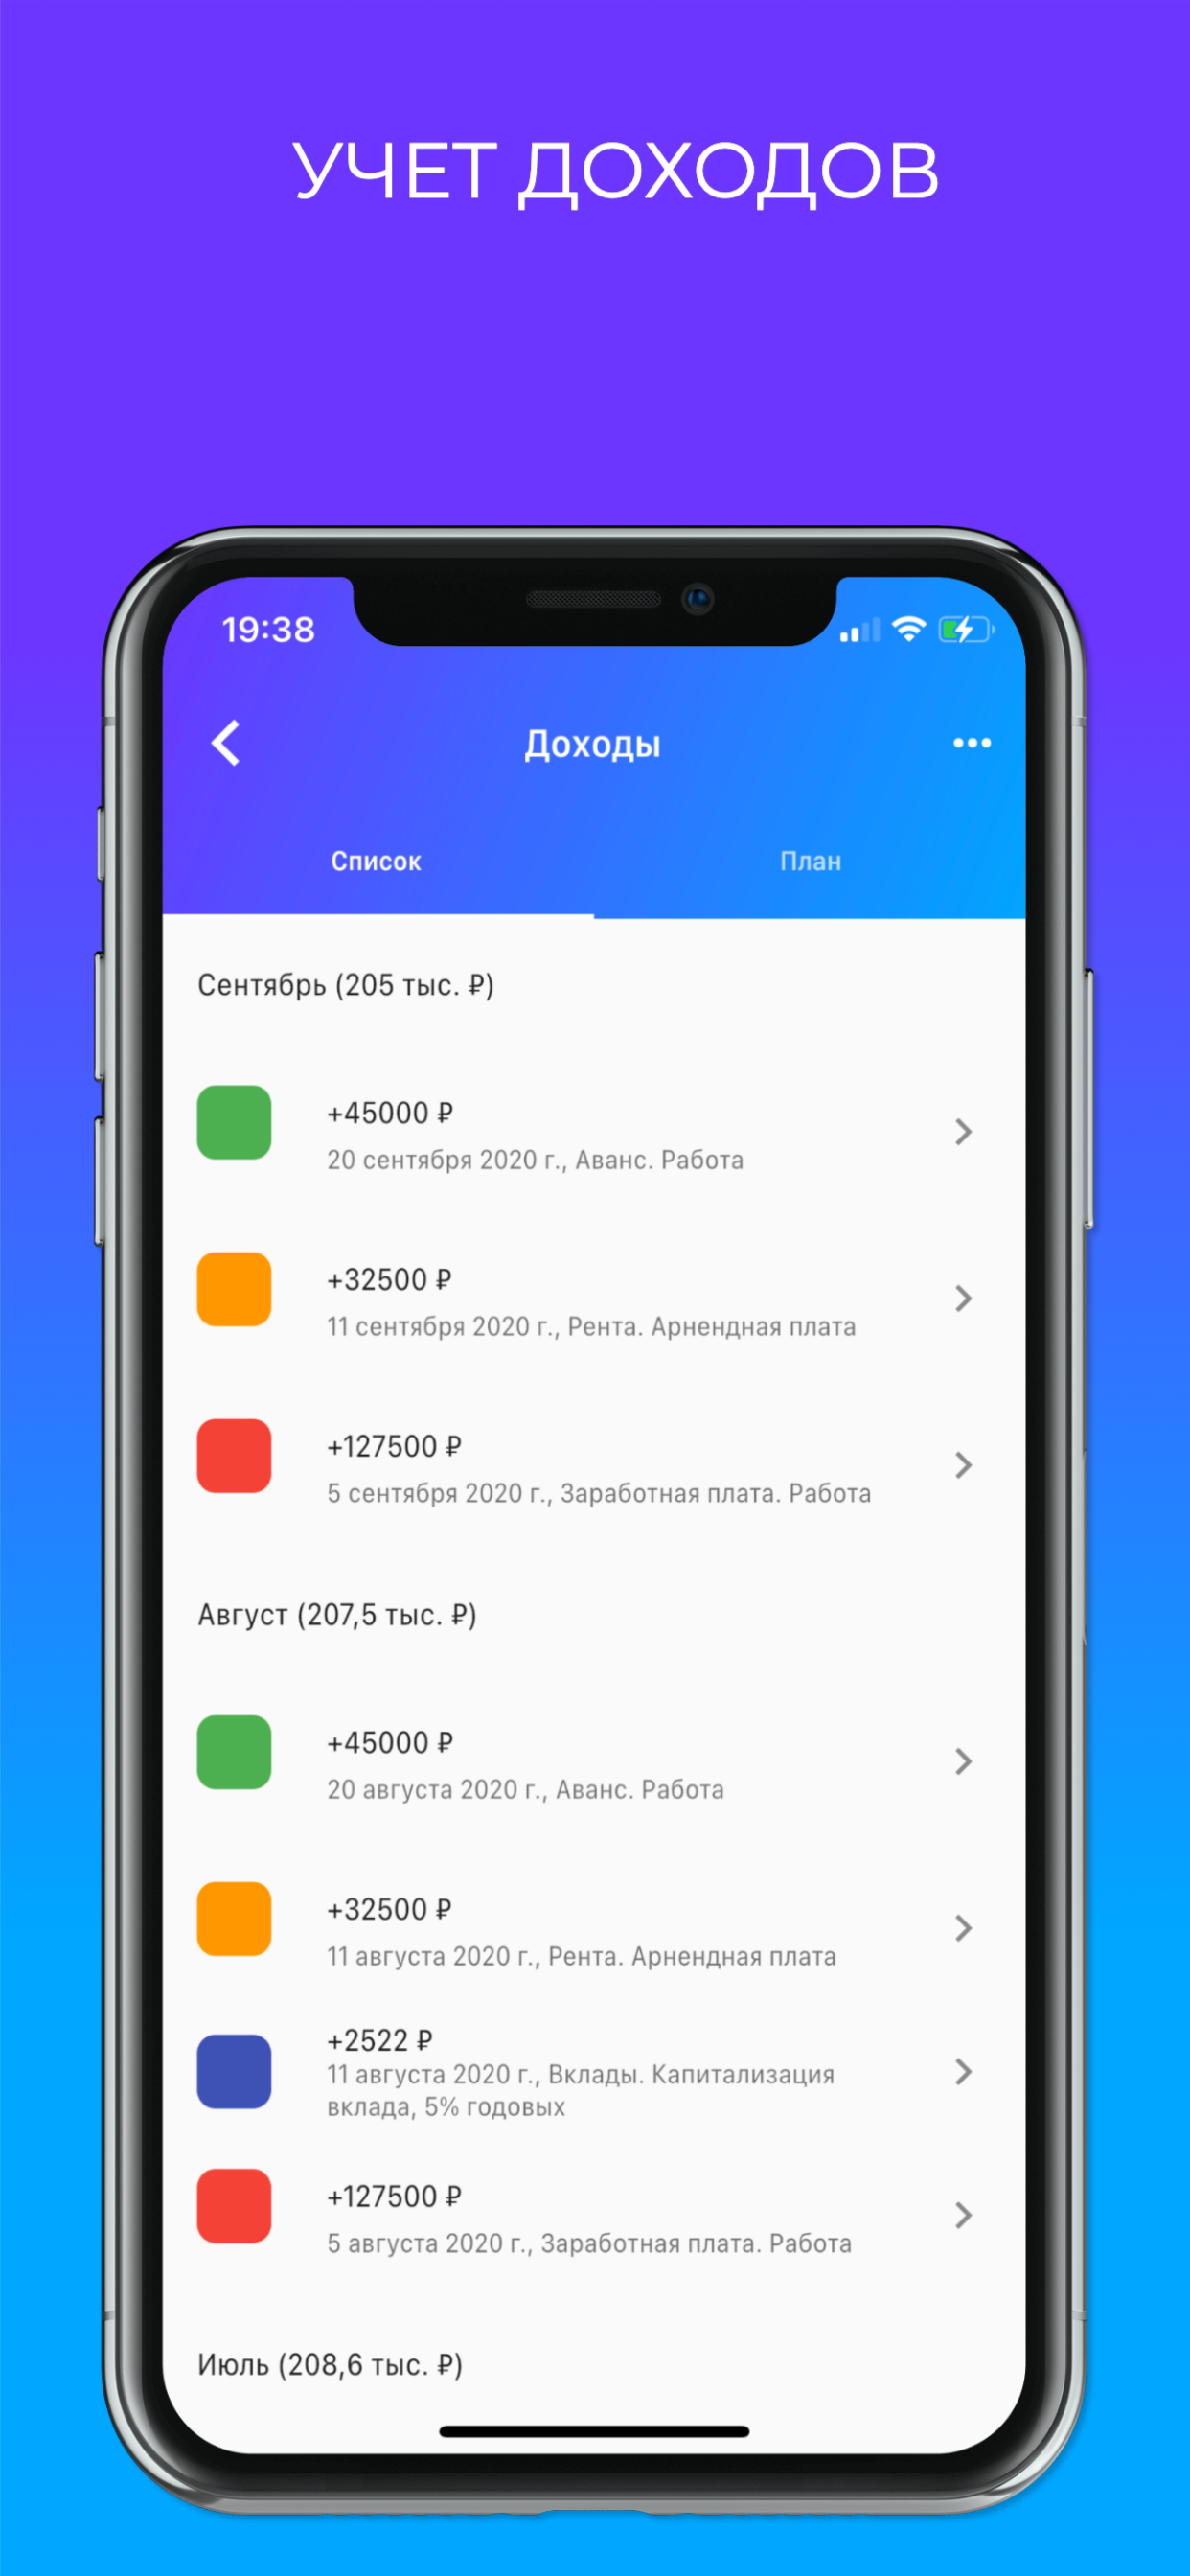 УЧЕТ ДОХОДОВ
19:38
Доходы
Список
План
Сентябрь (205 тыс. ₽)
+45000 ₽
20 сентября 2020 г., Аванс. Работа
+32500 ₽
11 сентября 2020 г., Рента. Арнендная плата
+127500 ₽
5 сентября 2020 г., Заработная плата. Работа
Август (207,5 тыс. ₽)
+45000 ₽
20 августа 2020 г., Аванс. Работа
+32500 ₽
11 августа 2020 г., Рента. Арнендная плата
+2522 ₽
11 августа 2020 г., Вклады. Капитализация
вклада, 5% годовых
+127500 ₽
5 августа 2020 г., Заработная плата. Работа
Июль (208,6 тыс. ₽)